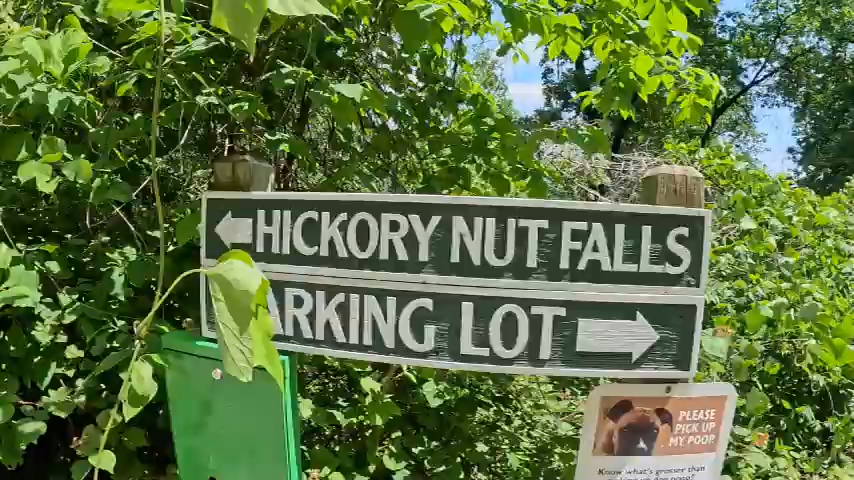 HICKORY NUT FALLS
ARKING LOT
PLEASE
PICK UP
MY POOP.
Know what's grosser than